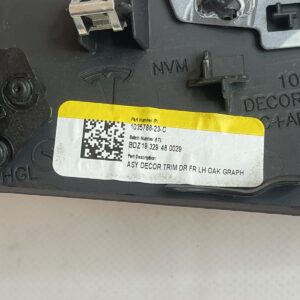 NVM
10
DECOR
HGL
Part Number (P)
1035788-23-C
Batch Number (1T)
BDZ 19 329 48 0029
Part Description:
ASY DECOR TRIM DR FR LH OAK GRAPH